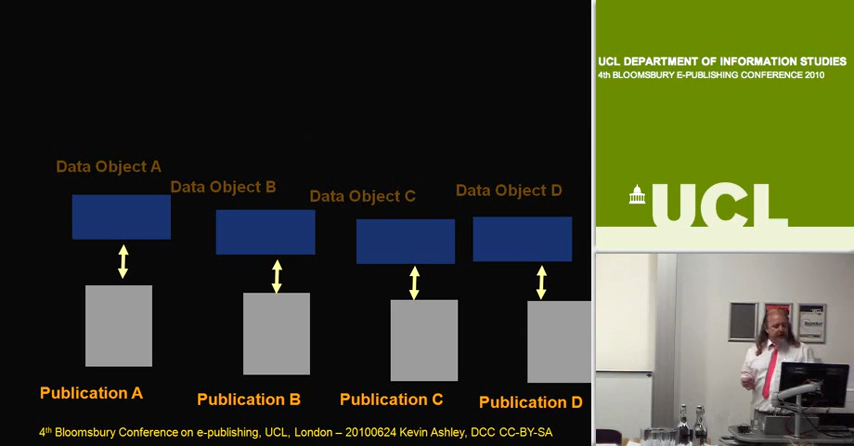 Data Object A
Data Object B
Data Object C
Data Object D
Publication A
Publication B
Publication C
Publication D
4th Bloomsbury Conference on e-publishing, UCL, London – 20100624 Kevin Ashley, DCC CC-BY-SA
UCL DEPARTMENT OF INFORMATION STUDIES
4th BLOOMSBURY E-PUBLISHING CONFERENCE 2010
UCL